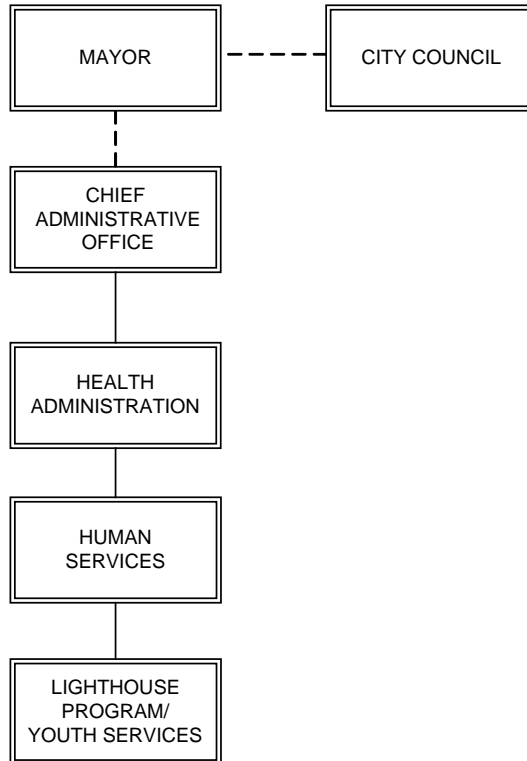 MAYOR
CITY COUNCIL
CHIEF
ADMINISTRATIVE
OFFICE
HEALTH
ADMINISTRATION
HUMAN
SERVICES
LIGHTHOUSE
PROGRAM/
YOUTH SERVICES